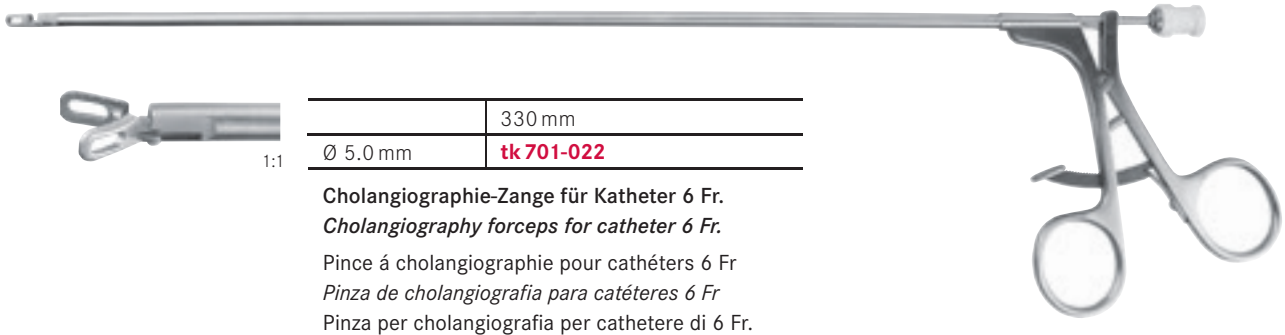 1:1
330 mm
Ø 5.0 mm tk 701-022
Cholangiographie-Zange für Katheter 6 Fr.
Cholangiography forceps for catheter 6 Fr.
Pince á cholangiographie pour cathéters 6 Fr
Pinza de colangiografia para catéteres 6 Fr
Pinza per cholangiografia per cathetere di 6 Fr.